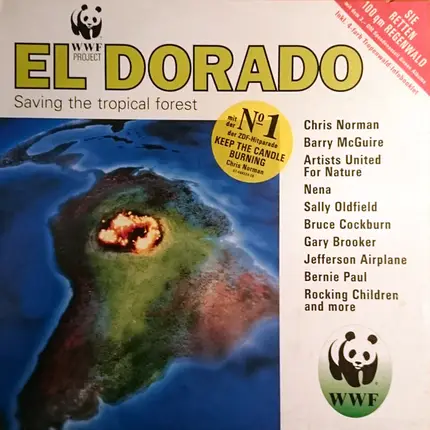 WWF
PROJECT
EL DORADO
Saving the tropical forest
SIE
RETTEN
100 qm REGENWALD
mit
der
Nº1
der ZDF-Hitparade
KEEP THE CANDLE
BURNING
Chris Norman
Chris Norman
Barry McGuire
Artists United
For Nature
Nena
Sally Oldfield
Bruce Cockburn
Gary Brooker
Jefferson Airplane
Bernie Paul
Rocking Children
and more
WWF